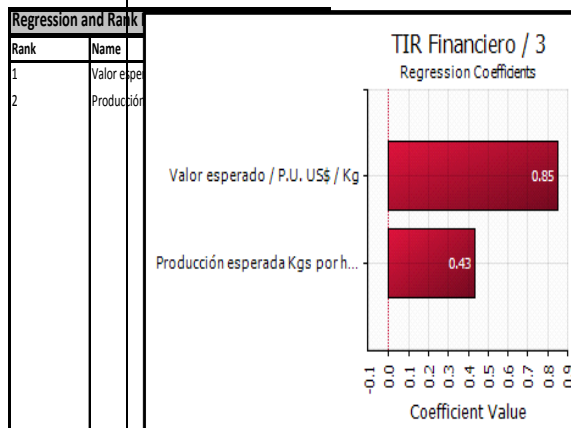 Regression and Rank
Rank Name
1 Valor
2 Producción
TIR Financiero / 3
Regression Coefficients
Valor esperado / P.U. US$ / Kg
0.85
Producción esperada Kgs por h...
0.43
-0.1 0.0 0.1 0.2 0.3 0.4 0.5 0.6 0.7 0.8 0.9
Coefficient Value